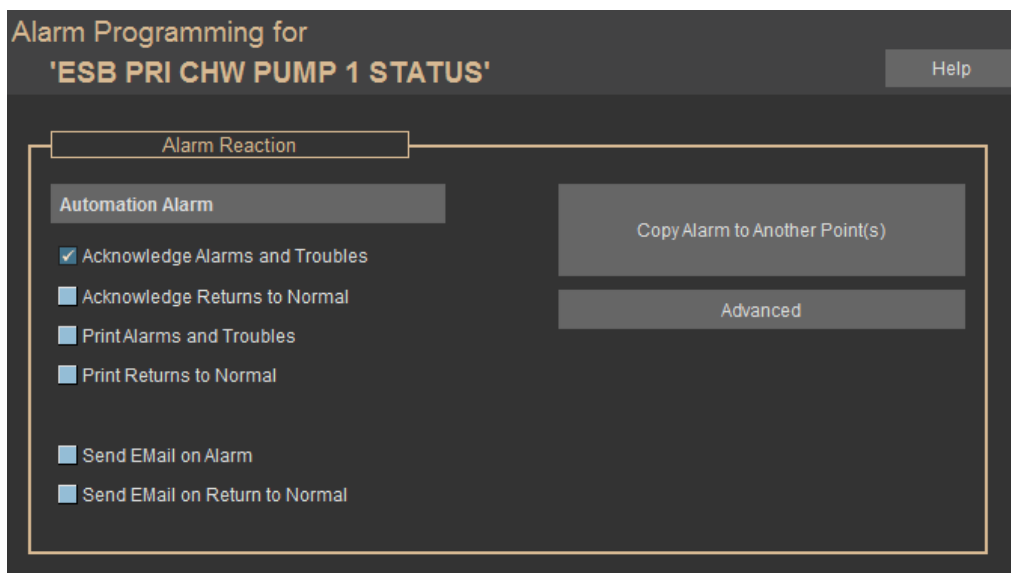 Alarm Programming for
'ESB PRI CHW PUMP 1 STATUS'
Help
Alarm Reaction
Automation Alarm
Acknowledge Alarms and Troubles
Acknowledge Returns to Normal
Print Alarms and Troubles
Print Returns to Normal
Send EMail on Alarm
Send EMail on Return to Normal
Copy Alarm to Another Point(s)
Advanced